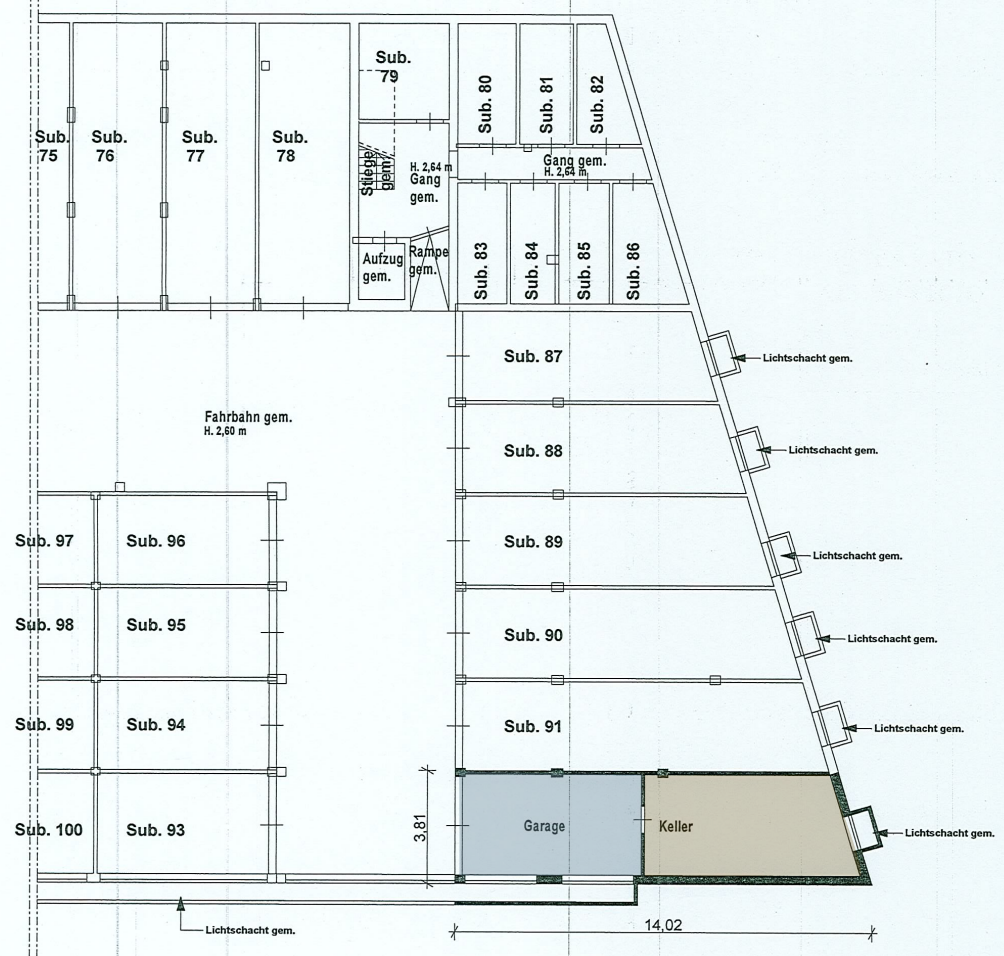 Sub.
79
Sub. 80
Sub. 81
Sub. 82
Sub.
75
Sub.
76
Sub.
77
Sub.
78
Stiege
gem.
H. 2,64 m
Gang
gem.
Gang gem.
H. 2,64 m
Aufzug
gem.
Rampe
gem.
Sub. 83
Sub. 84
Sub. 85
Sub. 86
Sub. 87
Lichtschacht gem.
Fahrbahn gem.
H. 2,60 m
Sub. 88
Lichtschacht gem.
Sub. 97
Sub. 96
Sub. 89
Lichtschacht gem.
Sub. 98
Sub. 95
Sub. 90
Lichtschacht gem.
Sub. 99
Sub. 94
Sub. 91
Lichtschacht gem.
Sub. 100
Sub. 93
3,81
Garage
Keller
Lichtschacht gem.
Lichtschacht gem.
14,02